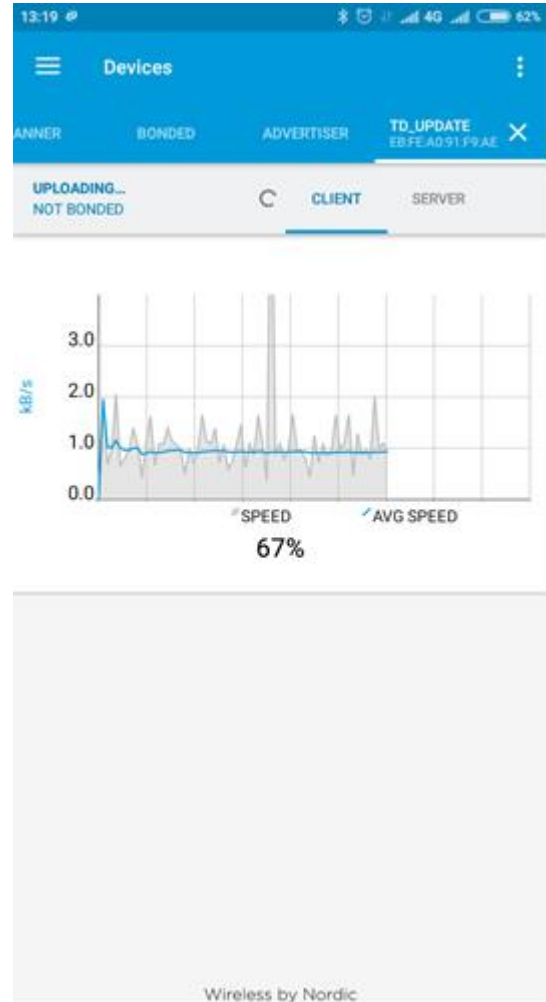 13:19 4G 62%
Devices
ANNER BONDED ADVERTISER TD_UPDATE
EB:FE:A0:91:F9:AE
UPLOADING...
NOT BONDED
CLIENT SERVER
kB/s
3.0
2.0
1.0
0.0
SPEED AVG SPEED
67%
Wireless by Nordic